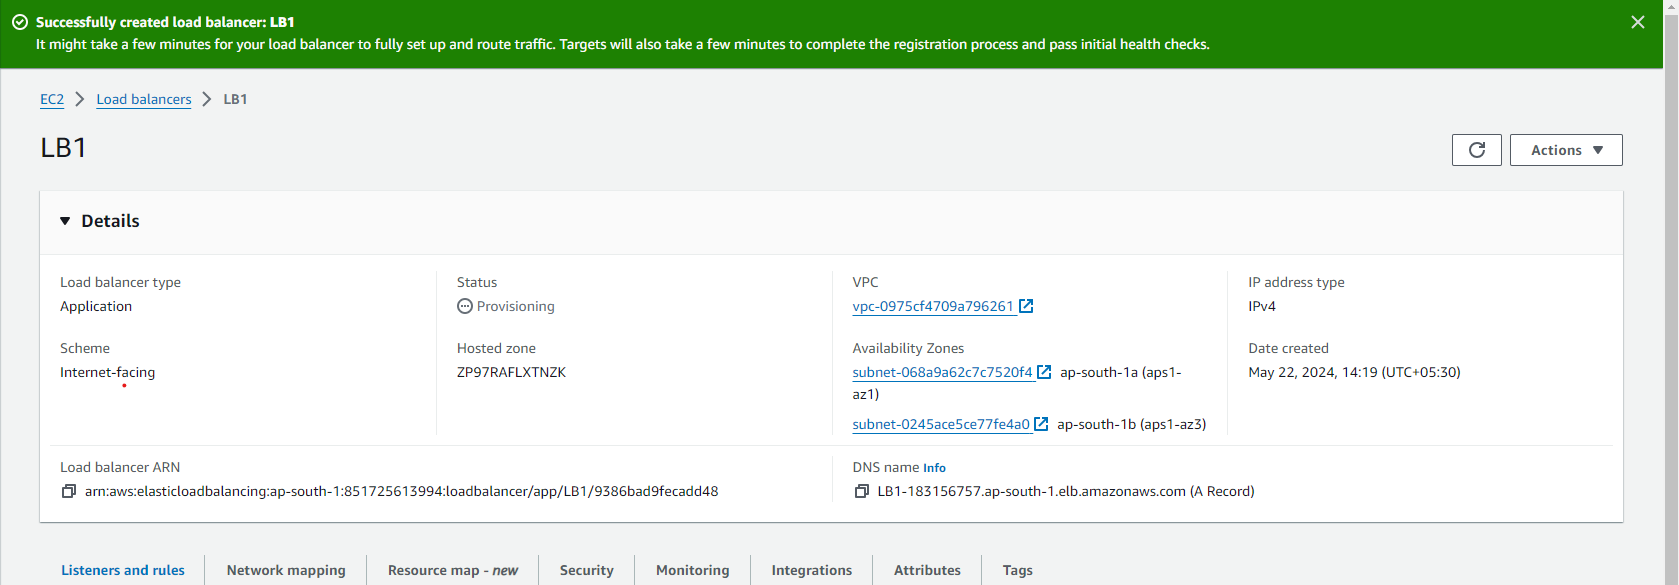 Successfully created load balancer: LB1
It might take a few minutes for your load balancer to fully set up and route traffic. Targets will also take a few minutes to complete the registration process and pass initial health checks.
EC2 > Load balancers > LB1
LB1
Actions
Details
Load balancer type
Application
Status
Provisioning
VPC
vpc-0975cf4709a796261
IP address type
IPv4
Scheme
Internet-facing
Hosted zone
ZP97RAFLXTNZK
Availability Zones
subnet-068a9a62c7c7520f4 ap-south-1a (aps1-
az1)
subnet-0245ace5ce77fe4a0 ap-south-1b (aps1-az3)
Date created
May 22, 2024, 14:19 (UTC+05:30)
Load balancer ARN
arn:aws:elasticloadbalancing:ap-south-1:851725613994:loadbalancer/app/LB1/9386bad9fecadd48
DNS name Info
LB1-183156757.ap-south-1.elb.amazonaws.com (A Record)
Listeners and rules Network mapping Resource map - new Security Monitoring Integrations Attributes Tags